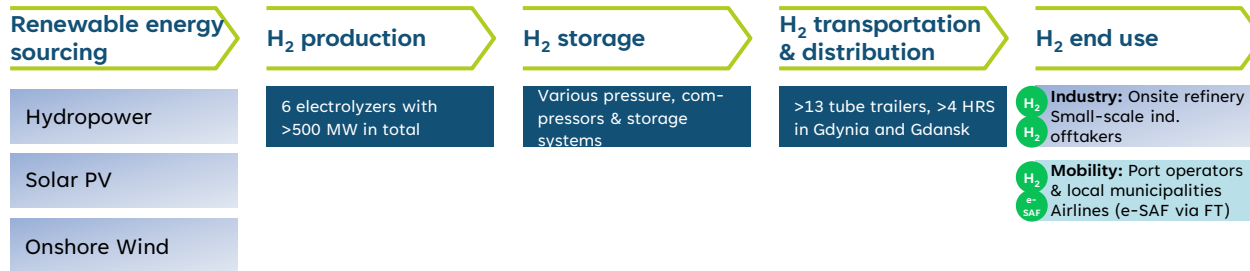 Renewable energy
sourcing
H₂ production
H₂ storage
H₂ transportation
& distribution
H₂ end use
Hydropower
Solar PV
Onshore Wind
6 electrolyzers with
>500 MW in total
Various pressure, com-
pressors & storage
systems
>13 tube trailers, >4 HRS
in Gdynia and Gdansk
H₂
H₂
Industry: Onsite refinery
Small-scale ind.
offtakers
H₂
e-
SAF
Mobility: Port operators
& local municipalities
Airlines (e-SAF via FT)